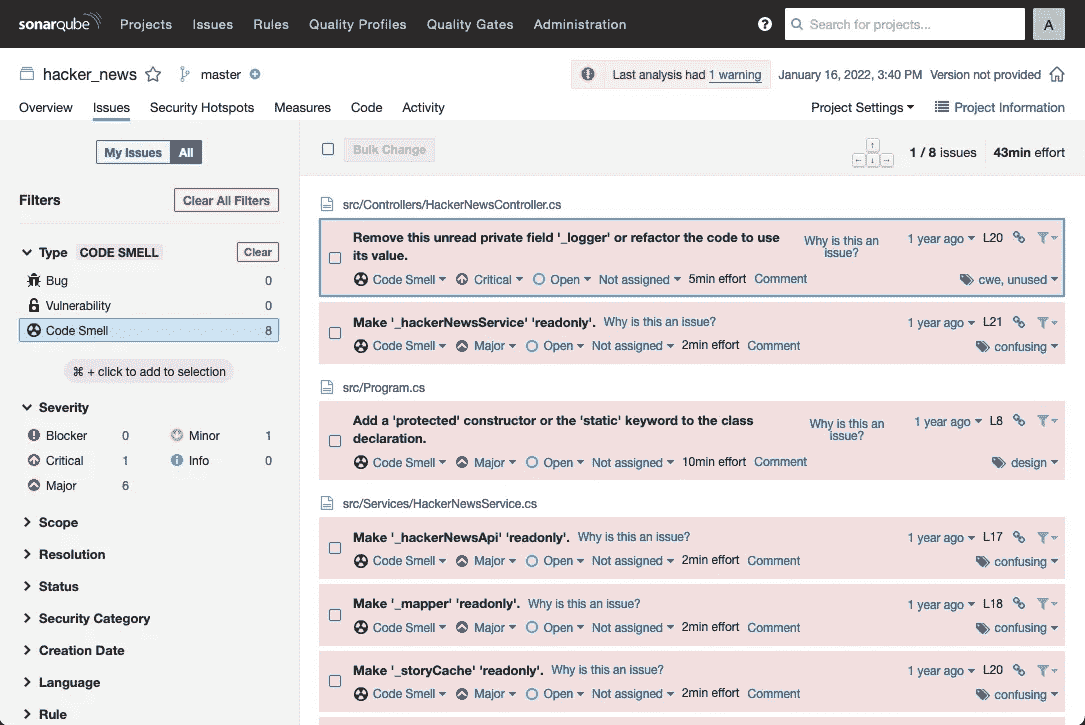 sonarqube Projects Issues Rules Quality Profiles Quality Gates Administration ? Search for projects... A
hacker_news master Last analysis had 1 warning January 16, 2022, 3:40 PM Version not provided
Overview Issues Security Hotspots Measures Code Activity Project Settings Project Information
My Issues All
Bulk Change
1 / 8 issues 43min effort
Filters Clear All Filters
Type CODE SMELL Clear
Bug 0
Vulnerability 0
Code Smell 8
⌘ + click to add to selection
Severity
Blocker 0 Minor 1
Critical 1 Info 0
Major 6
Scope
Resolution
Status
Security Category
Creation Date
Language
Rule
src/Controllers/HackerNewsController.cs
Remove this unread private field '_logger' or refactor the code to use
its value.
Why is this an
issue?
1 year ago L20
Code Smell Critical Open Not assigned 5min effort Comment cwe, unused
Make '_hackerNewsService' 'readonly'. Why is this an issue? 1 year ago L21
Code Smell Major Open Not assigned 2min effort Comment confusing
src/Program.cs
Add a 'protected' constructor or the 'static' keyword to the class
declaration.
Why is this an
issue?
1 year ago L8
Code Smell Major Open Not assigned 10min effort Comment design
src/Services/HackerNewsService.cs
Make '_hackerNewsApi' 'readonly'. Why is this an issue? 1 year ago L17
Code Smell Major Open Not assigned 2min effort Comment confusing
Make '_mapper' 'readonly'. Why is this an issue? 1 year ago L18
Code Smell Major Open Not assigned 2min effort Comment confusing
Make '_storyCache' 'readonly'. Why is this an issue? 1 year ago L20
Code Smell Major Open Not assigned 2min effort Comment confusing